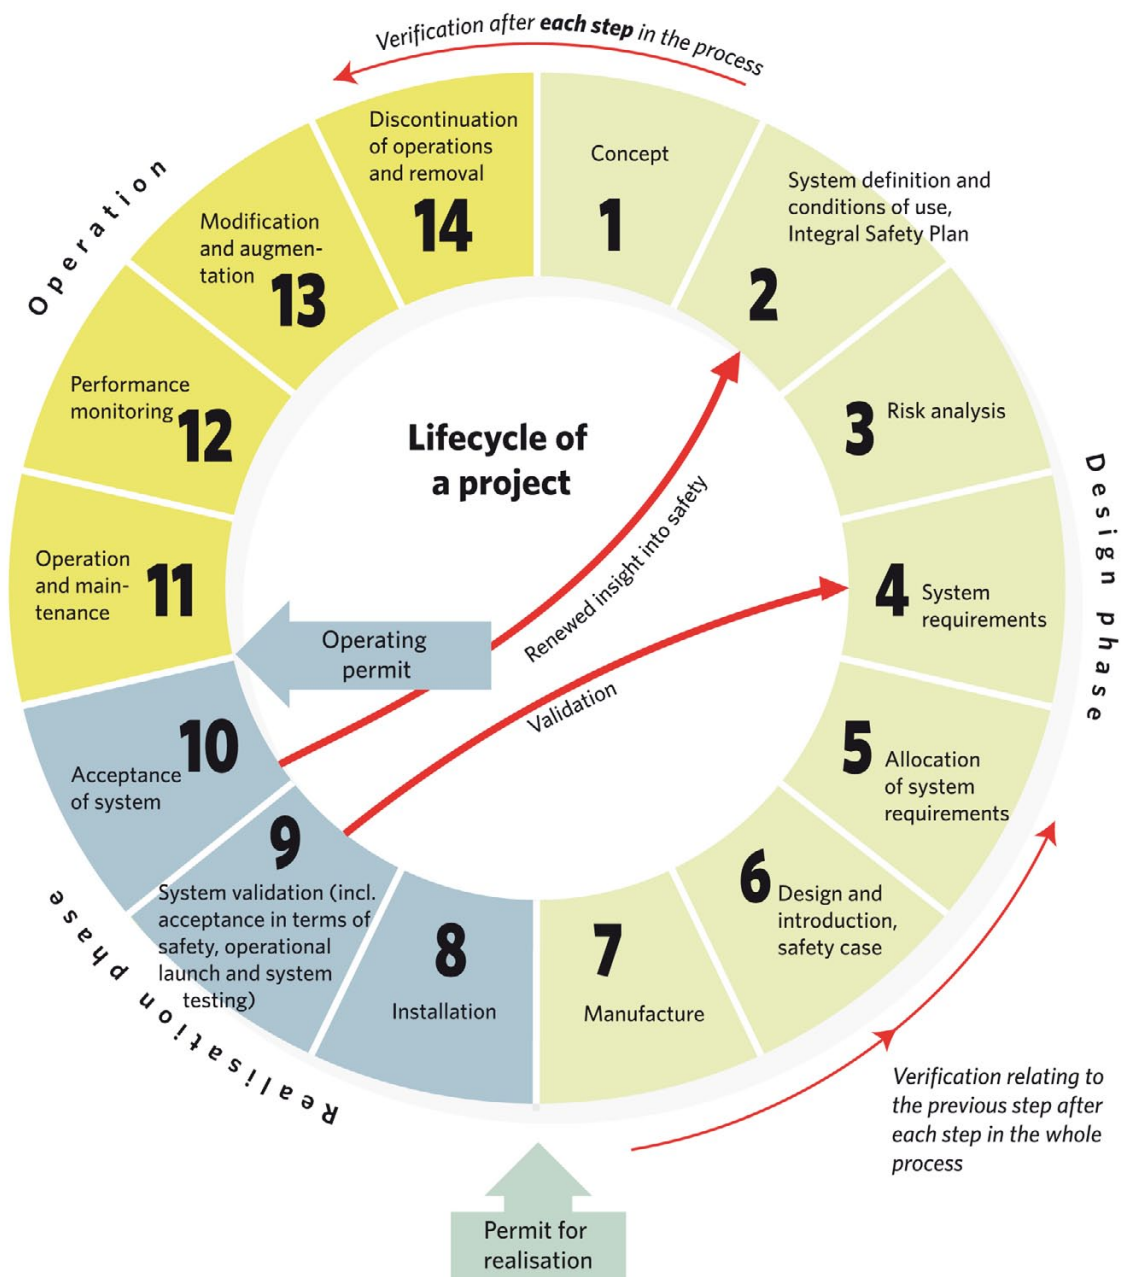 Verification after each step in the process
Operation
Discontinuation
of operations
and removal
14
Concept
1
System definition and
conditions of use,
Integral Safety Plan
2
Modification
and augmen-
tation
13
Performance
monitoring
12
Lifecycle of
a project
3
Risk analysis
Design phase
Operation
and main-
tenance
11
Renewed insight into safety
4
System
requirements
Operating
permit
Validation
10
Acceptance
of system
5
Allocation
of system
requirements
9
System validation (incl.
acceptance in terms of
safety, operational
launch and system
testing)
6
Design and
introduction,
safety case
Realisation phase
8
Installation
7
Manufacture
Verification relating to
the previous step after
each step in the whole
process
Permit for
realisation